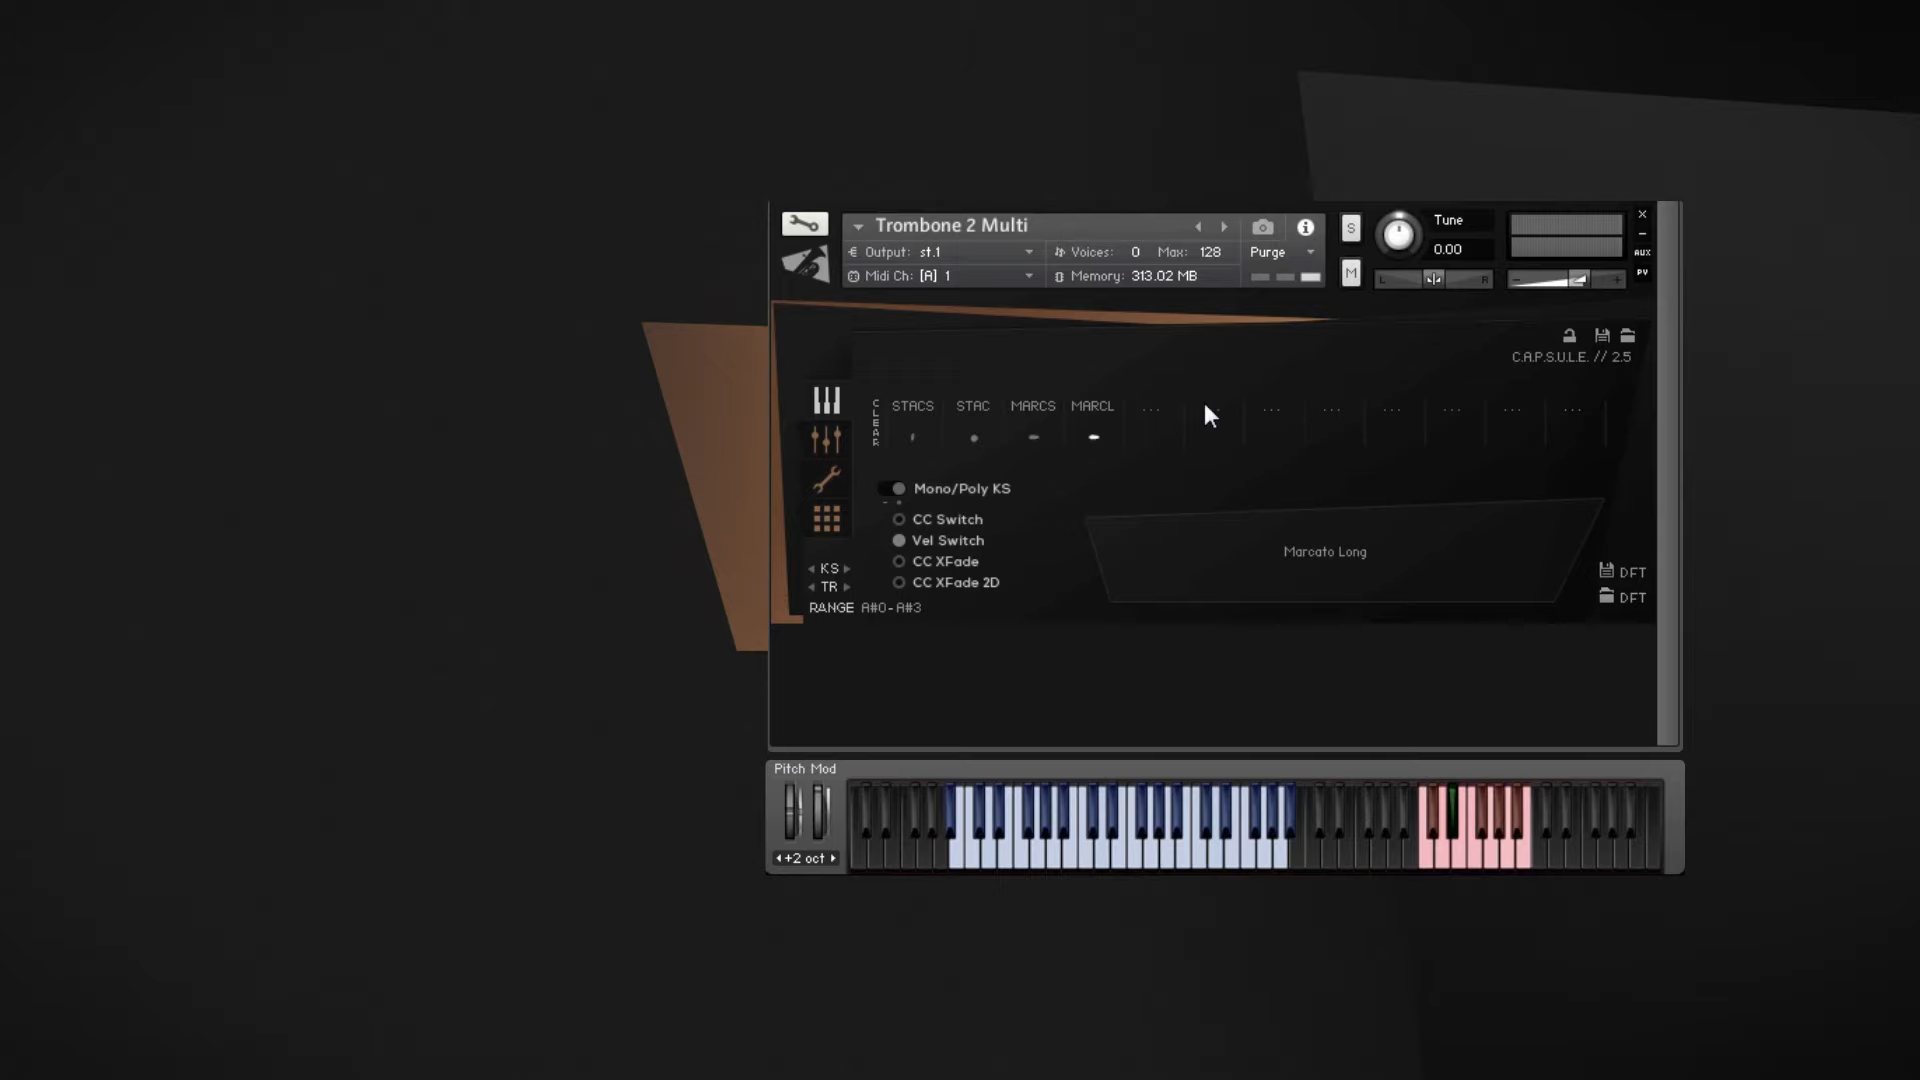 Trombone 2 Multi
Output: st.1
Voices: 0 Max: 128
Purge
Midi Ch: [A] 1
Memory: 313.02 MB
S
M
Tune
0.00
L R
- +
×
AUX
PV
C.A.P.S.U.L.E. // 2.5
CLEAR
STACS STAC MARCS MARCL ... ... ... ... ... ... ...
Mono/Poly KS
CC Switch
Vel Switch
CC XFade
CC XFade 2D
Marcato Long
KS
TR
RANGE A#0-A#3
DFT
DFT
Pitch Mod
+2 oct